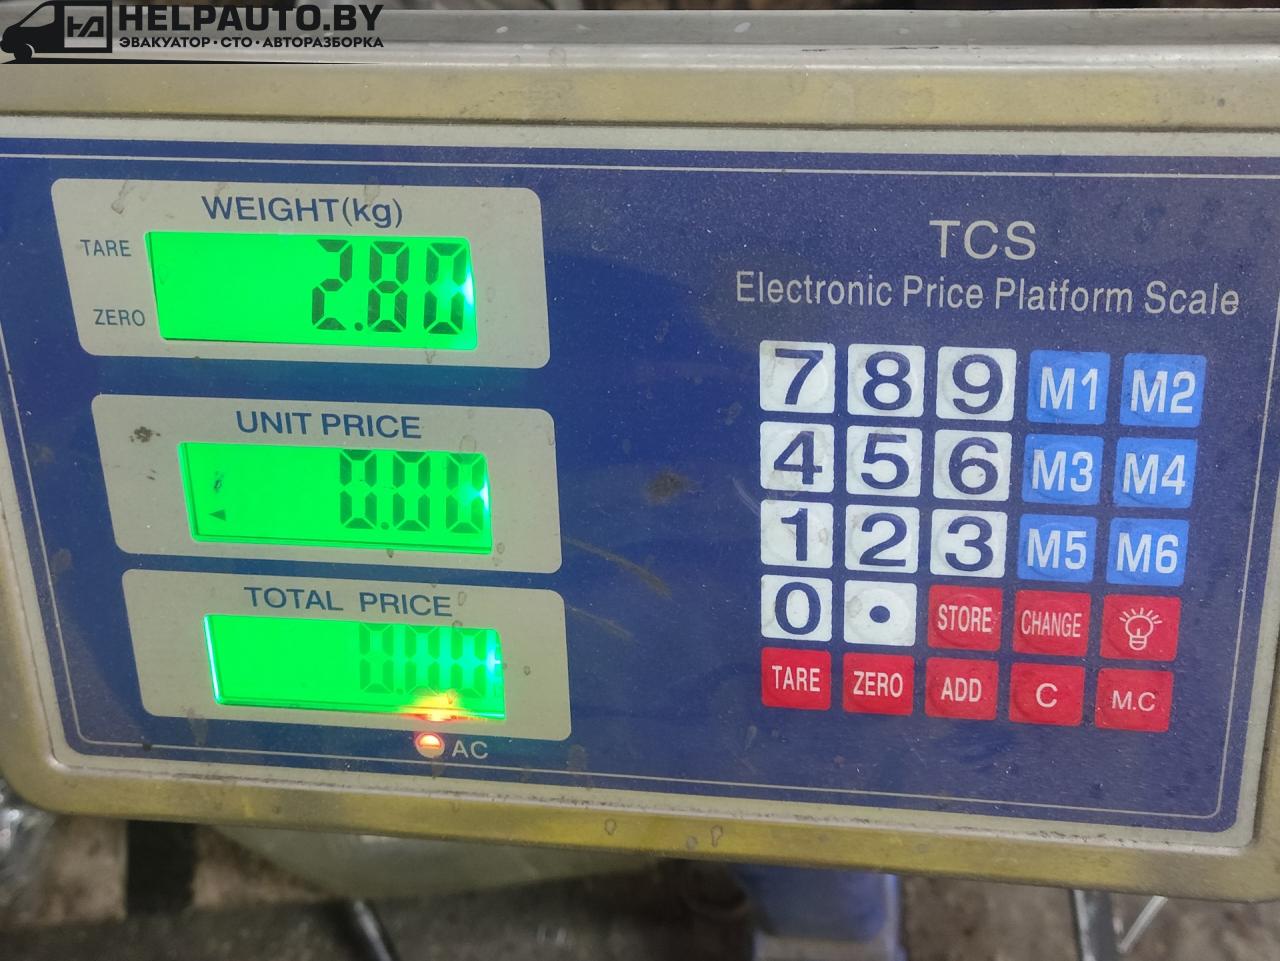 HELPAUTO.BY
ЭВАКУАТОР·СТО·АВТОРАЗБОРКА
WEIGHT(kg)
TARE
2.80
ZERO
UNIT PRICE
0.00
TOTAL PRICE
0.00
AC
TCS
Electronic Price Platform Scale
7 8 9 M1 M2
4 5 6 M3 M4
1 2 3 M5 M6
0 • STORE CHANGE
TARE ZERO ADD C M.C